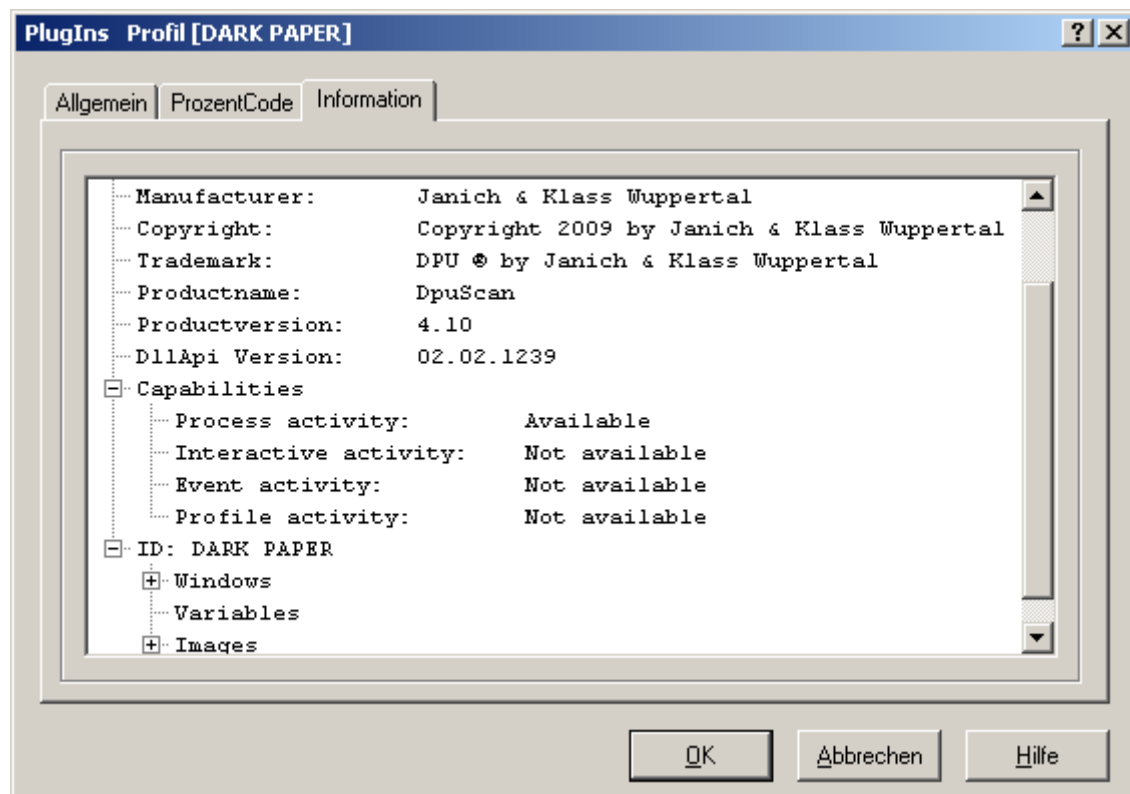 PlugIns Profil [DARK PAPER]
Allgemein ProzentCode Information
Manufacturer: Janich & Klass Wuppertal
Copyright: Copyright 2009 by Janich & Klass Wuppertal
Trademark: DPU ® by Janich & Klass Wuppertal
Productname: DpuScan
Productversion: 4.10
DllApi Version: 02.02.1239
Capabilities
Process activity: Available
Interactive activity: Not available
Event activity: Not available
Profile activity: Not available
ID: DARK PAPER
Windows
Variables
Images
OK Abbrechen Hilfe